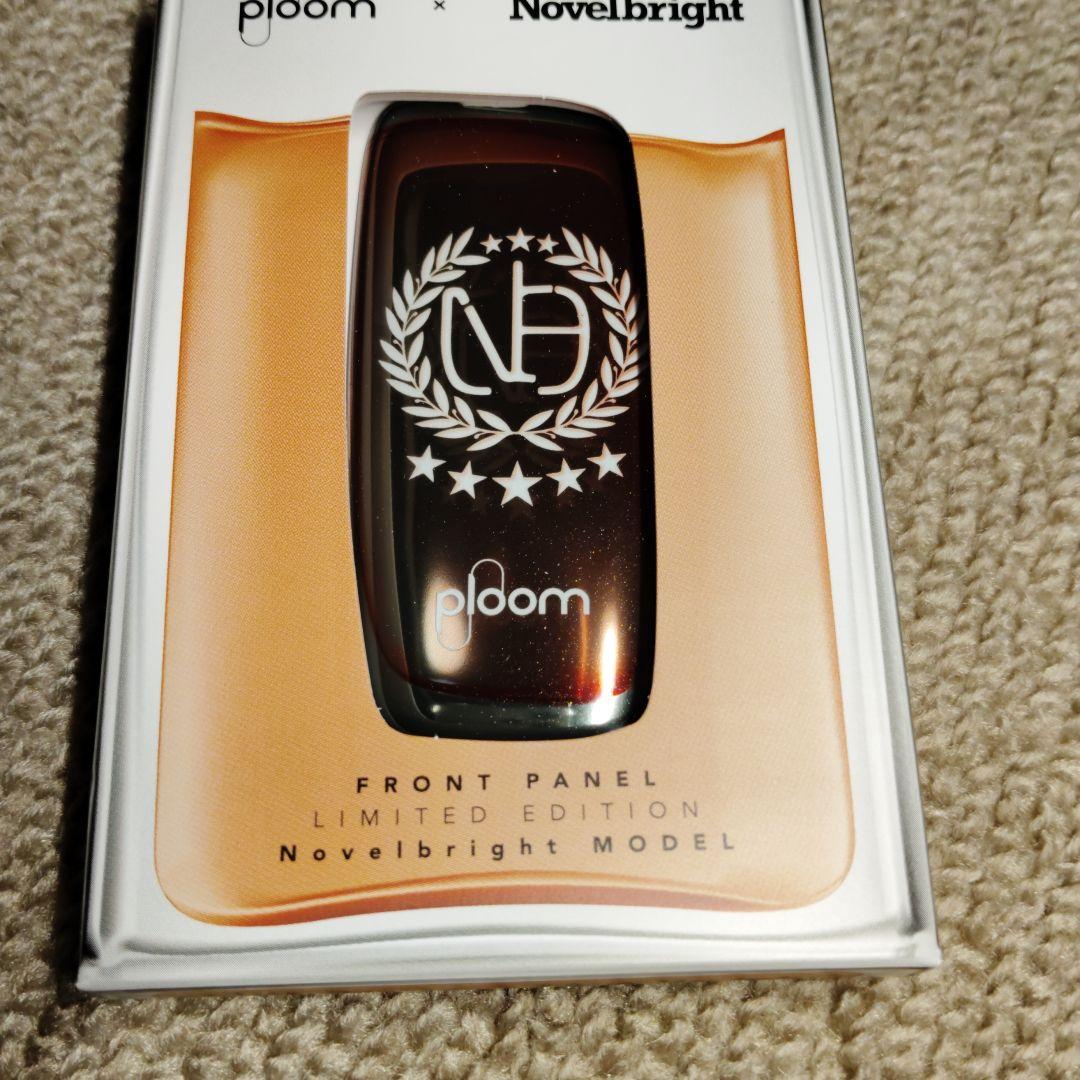 ploom × Novelbright
NB
ploom
FRONT PANEL
LIMITED EDITION
Novelbright MODEL